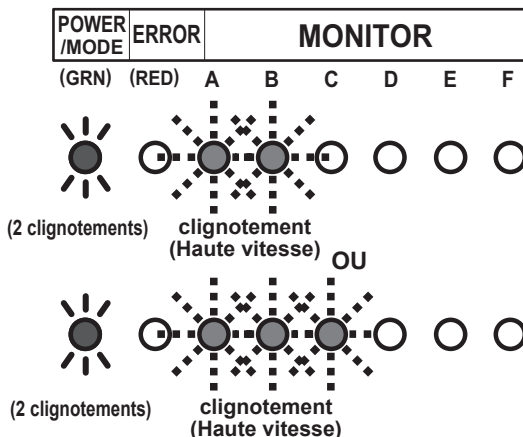 POWER /MODE ERROR MONITOR
(GRN) (RED) A B C D E F
(2 clignotements) clignotement
(Haute vitesse)
OU
(2 clignotements) clignotement
(Haute vitesse)